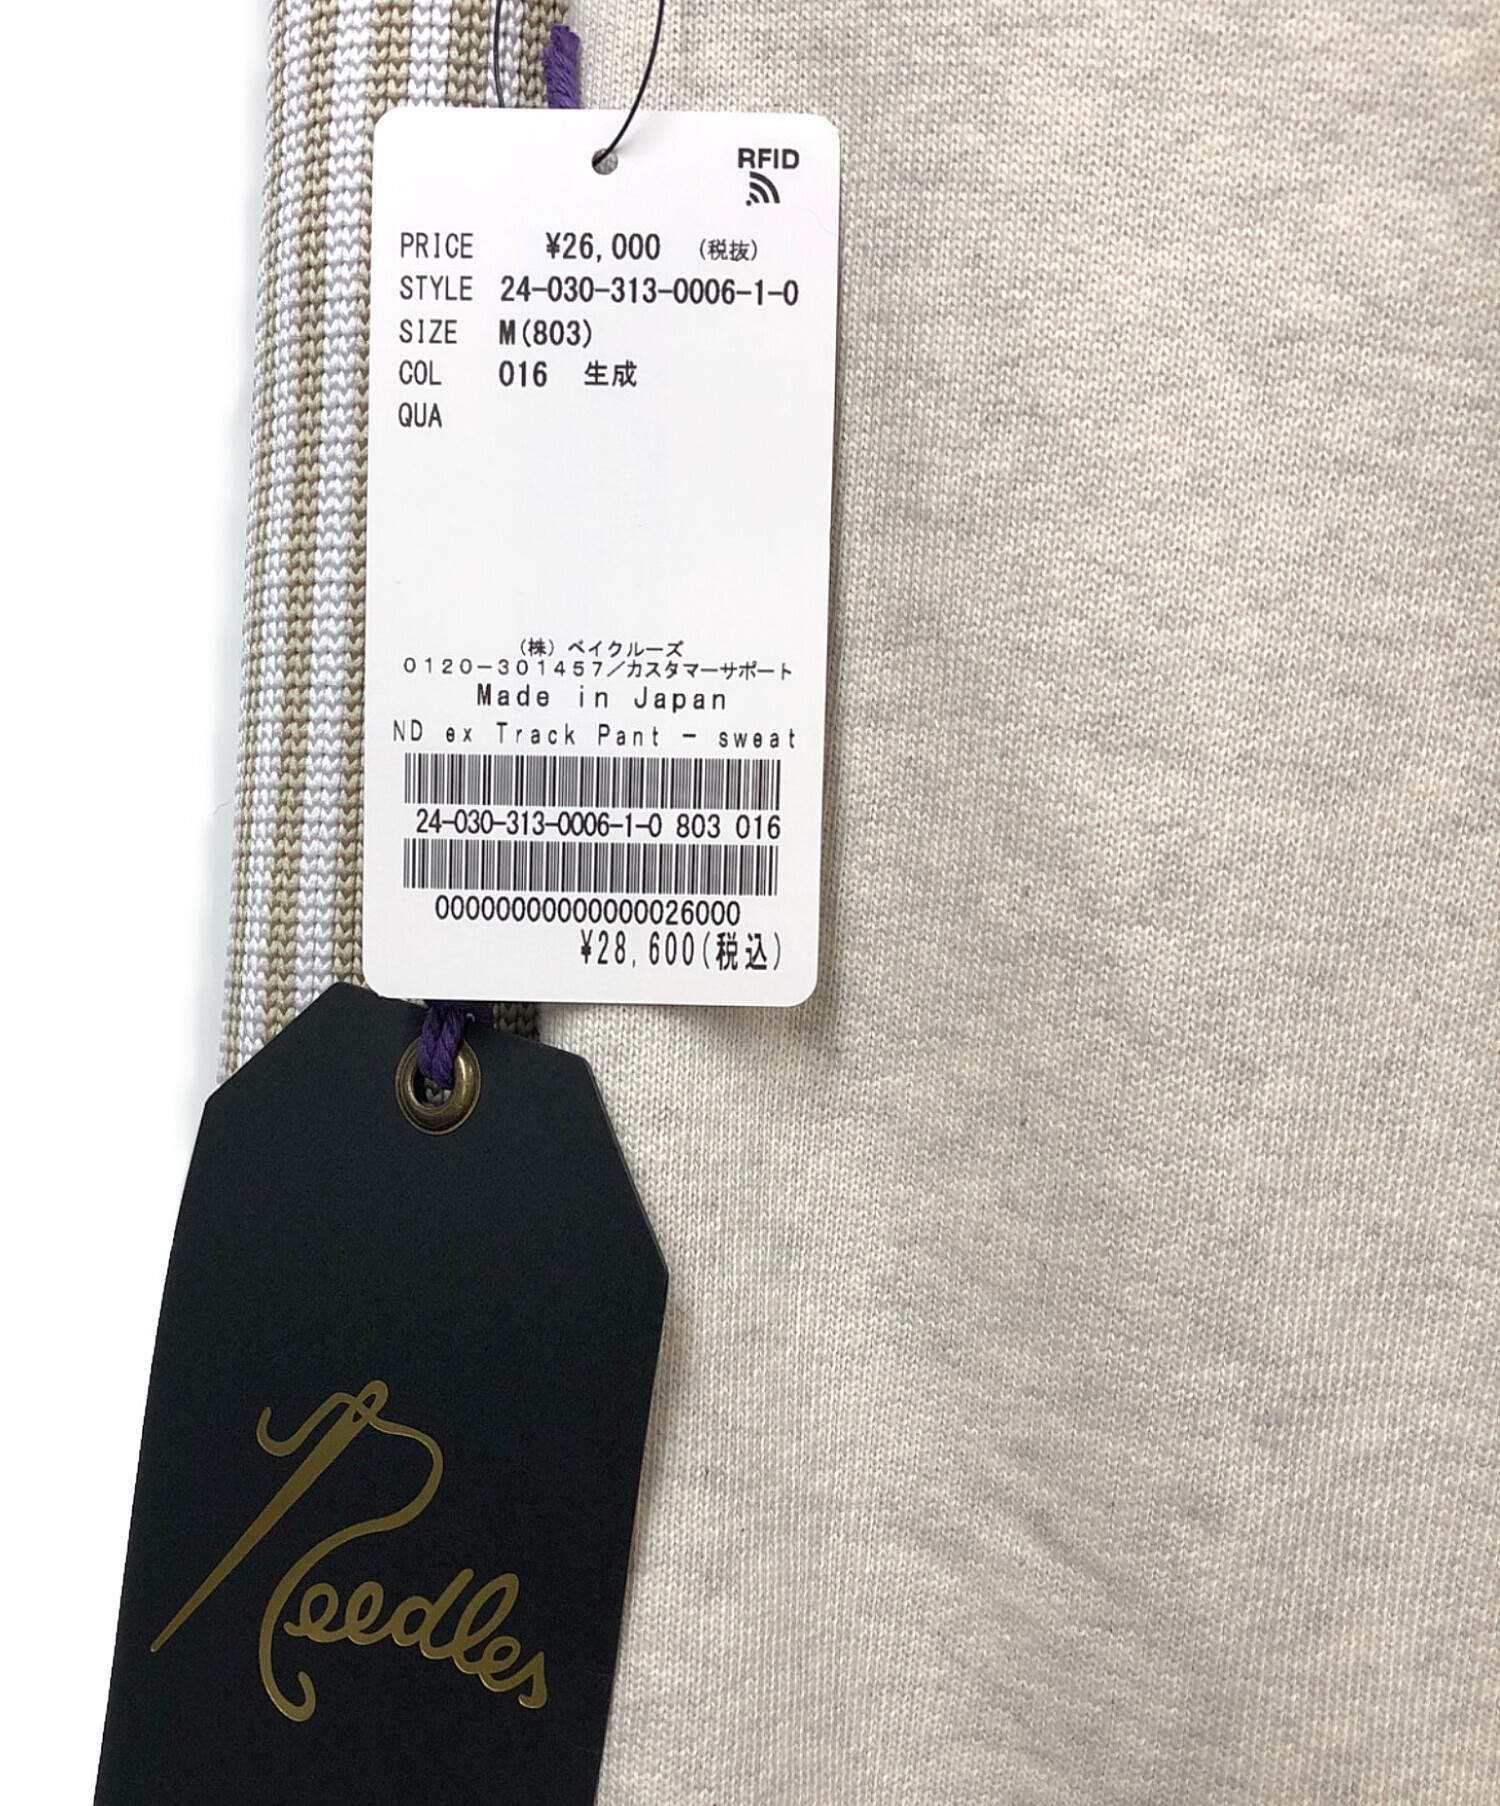 RFID
PRICE ¥26,000 (税抜)
STYLE 24-030-313-0006-1-0
SIZE M(803)
COL 016 生成
QUA
(株) ベイクルーズ
0120-301457/カスタマーサポート
Made in Japan
ND ex Track Pant - sweat
24-030-313-0006-1-0 803 016
00000000000000026000
¥28,600(税込)
Needles